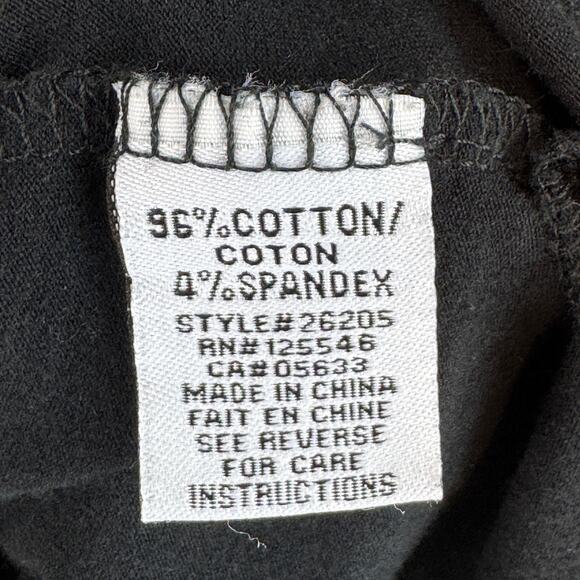 96%COTTON/
COTON
4%SPANDEX
STYLE#26205
RN#125546
CA#05633
MADE IN CHINA
FAIT EN CHINE
SEE REVERSE
FOR CARE
INSTRUCTIONS